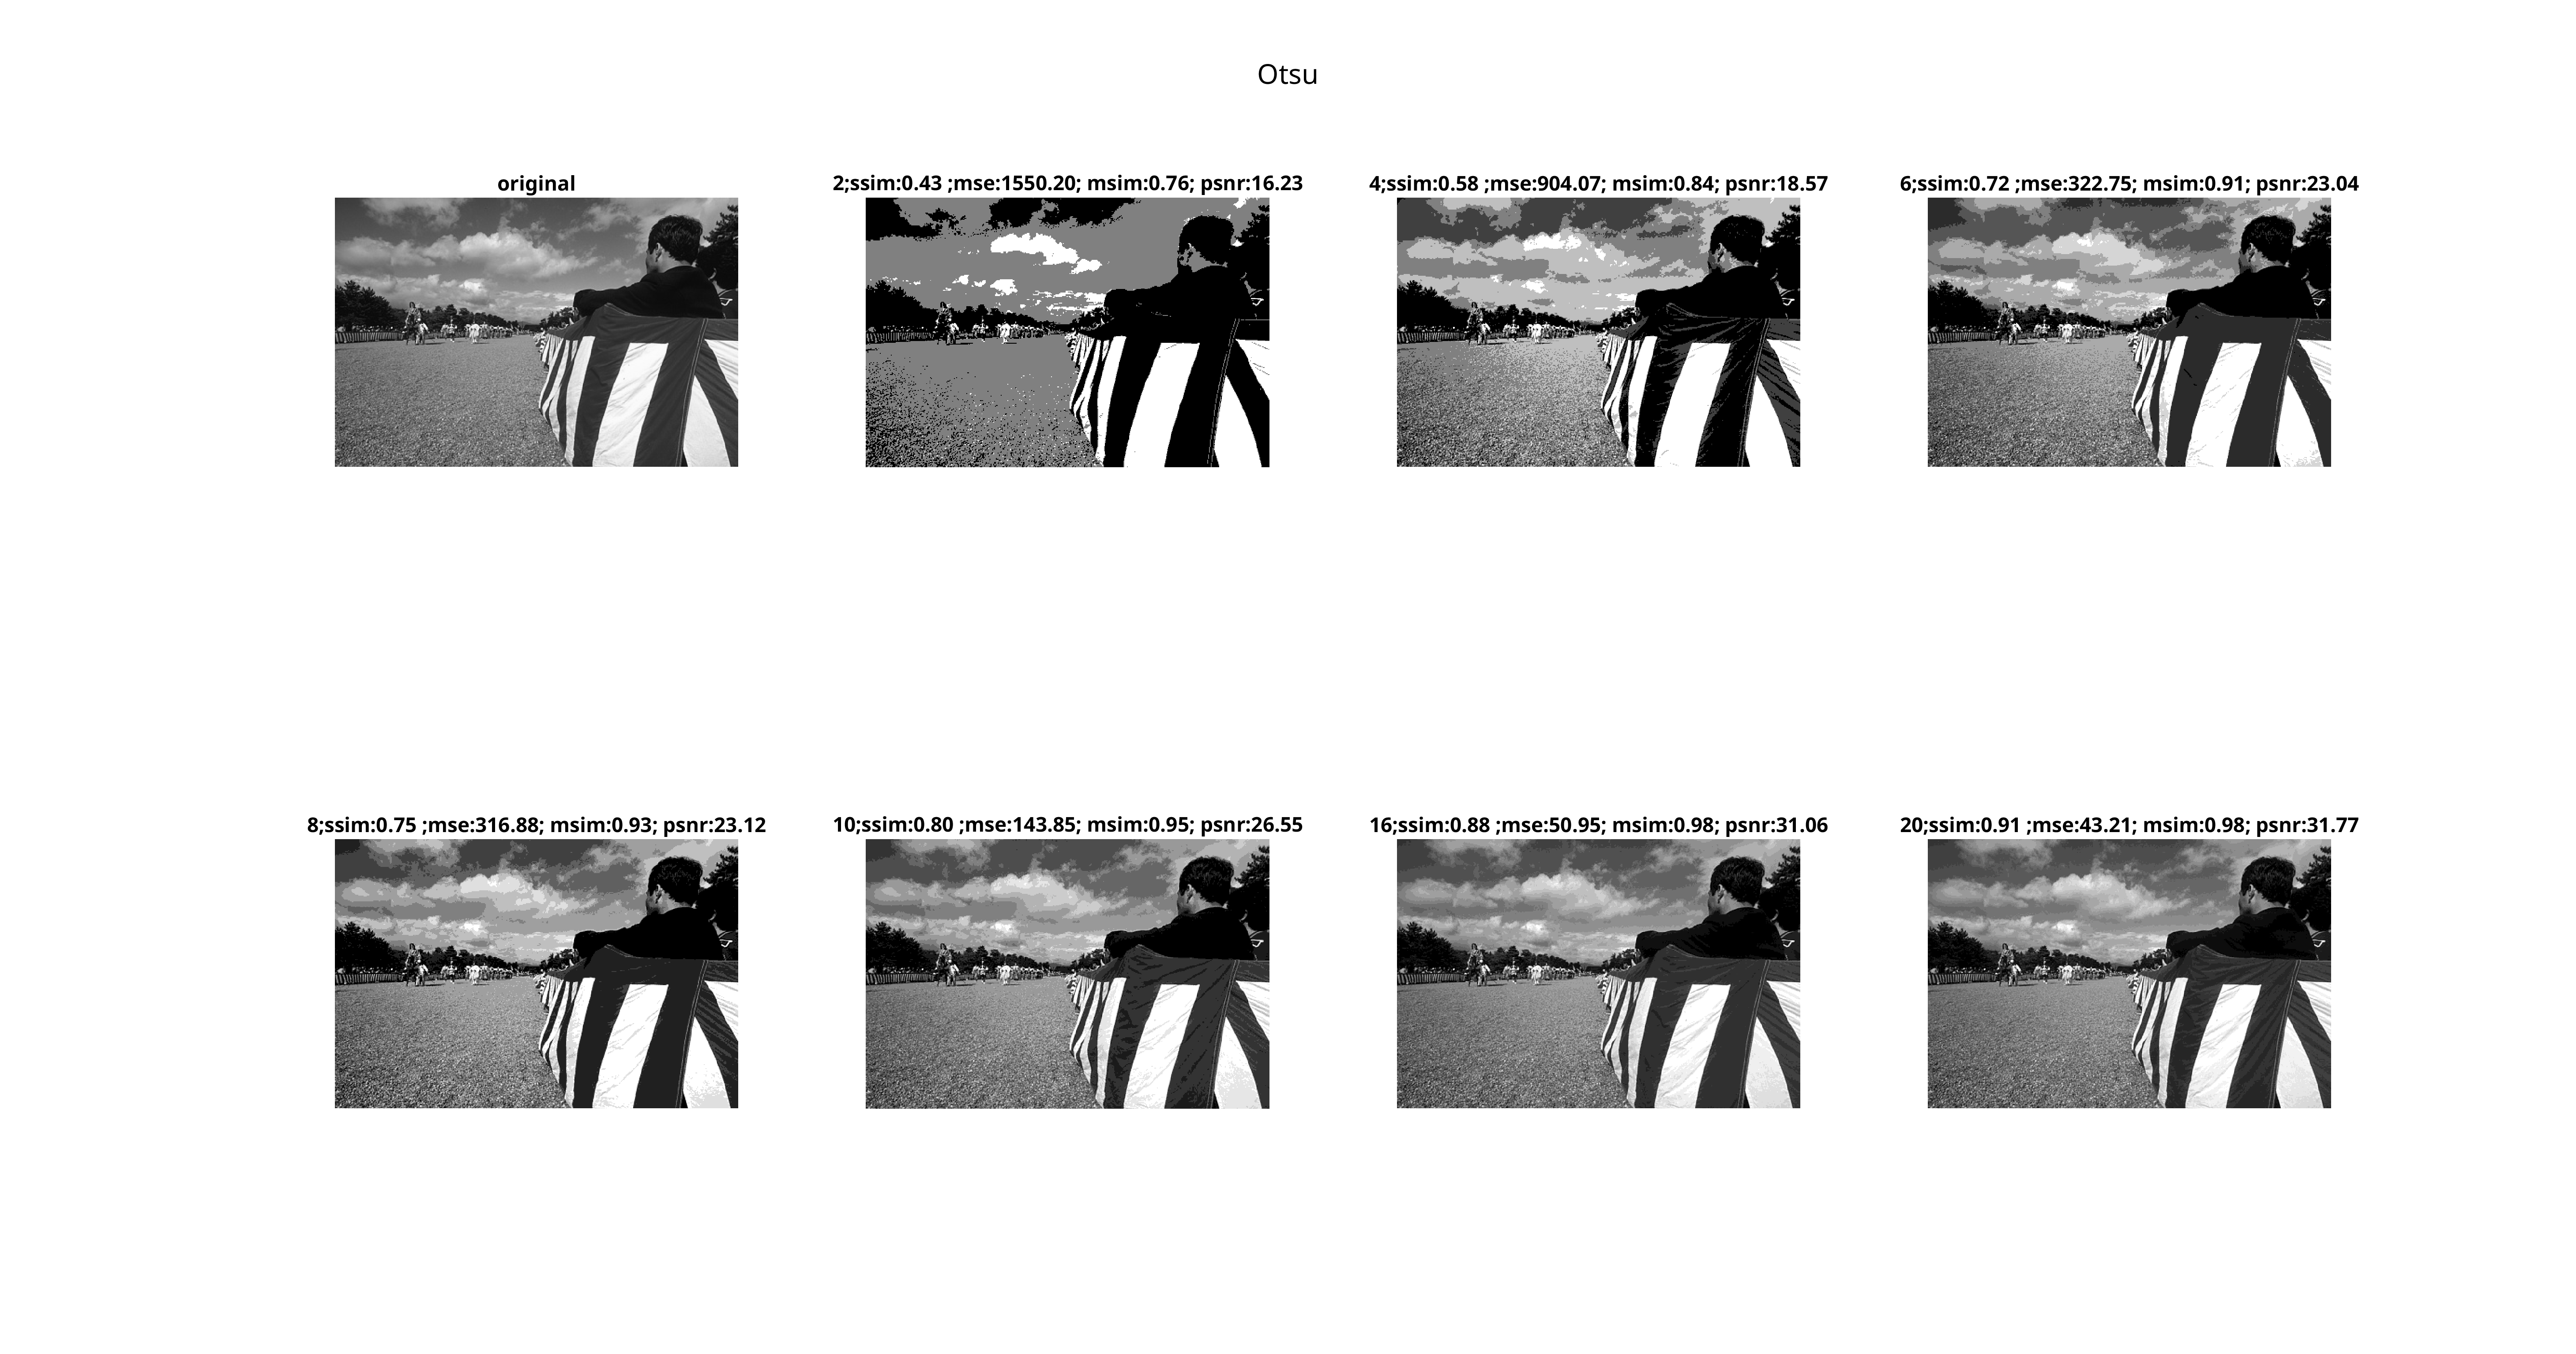 Otsu
original
2;ssim:0.43 ;mse:1550.20; msim:0.76; psnr:16.23
4;ssim:0.58 ;mse:904.07; msim:0.84; psnr:18.57
6;ssim:0.72 ;mse:322.75; msim:0.91; psnr:23.04
8;ssim:0.75 ;mse:316.88; msim:0.93; psnr:23.12
10;ssim:0.80 ;mse:143.85; msim:0.95; psnr:26.55
16;ssim:0.88 ;mse:50.95; msim:0.98; psnr:31.06
20;ssim:0.91 ;mse:43.21; msim:0.98; psnr:31.77